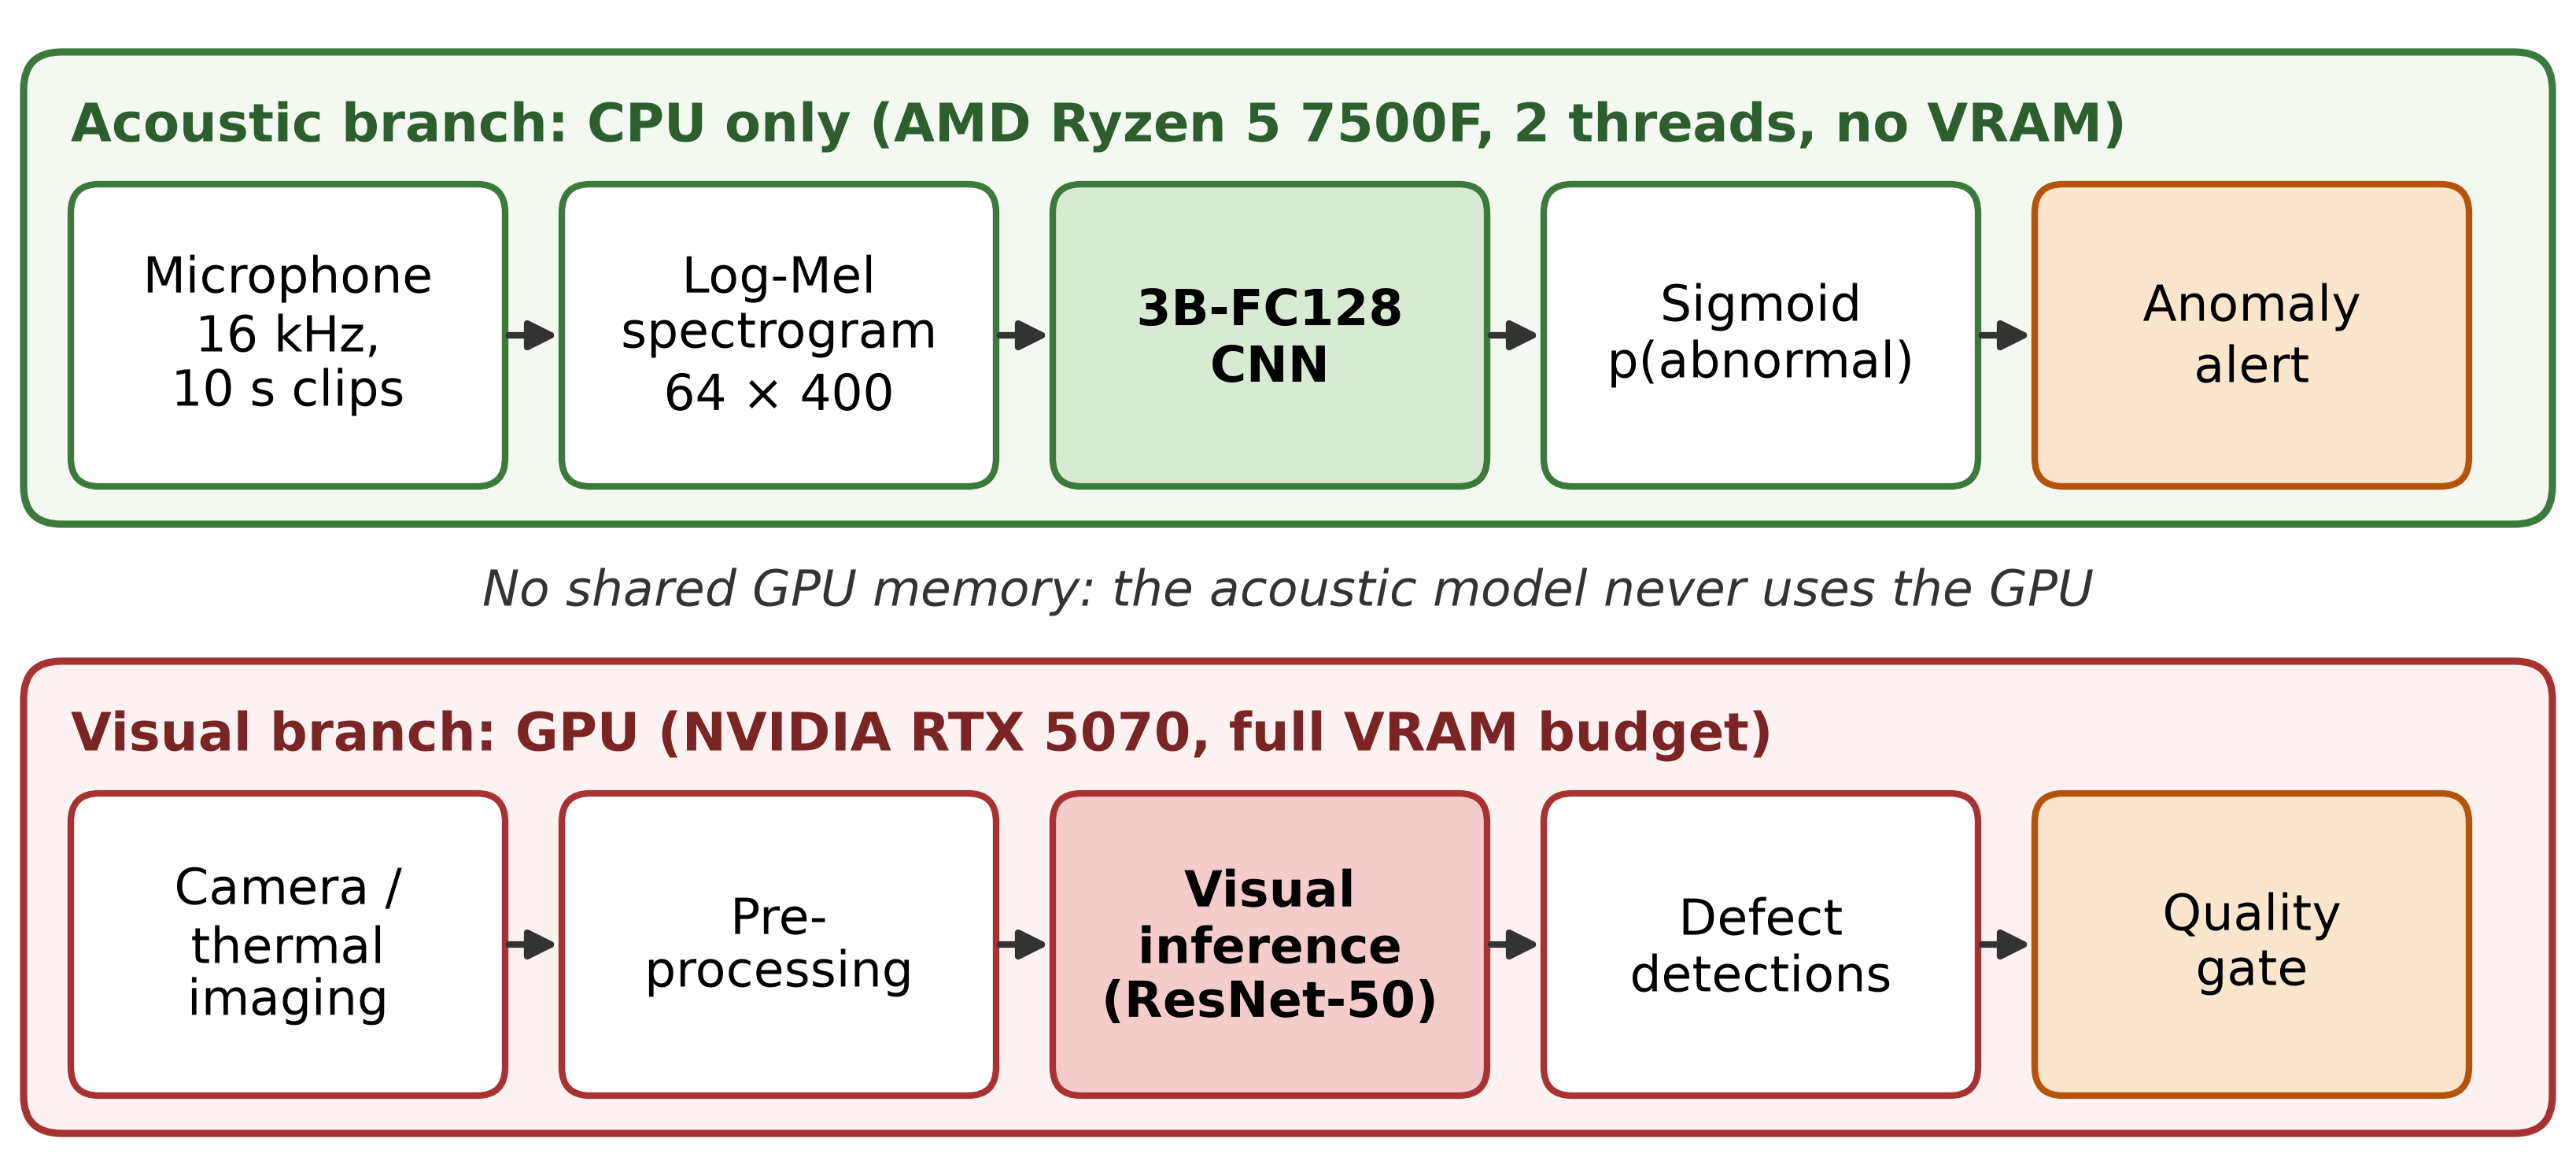 Acoustic branch: CPU only (AMD Ryzen 5 7500F, 2 threads, no VRAM)
Microphone
16 kHz,
10 s clips
Log-Mel
spectrogram
64 × 400
3B-FC128
CNN
Sigmoid
p(abnormal)
Anomaly
alert
No shared GPU memory: the acoustic model never uses the GPU
Visual branch: GPU (NVIDIA RTX 5070, full VRAM budget)
Camera /
thermal
imaging
Pre-
processing
Visual
inference
(ResNet-50)
Defect
detections
Quality
gate